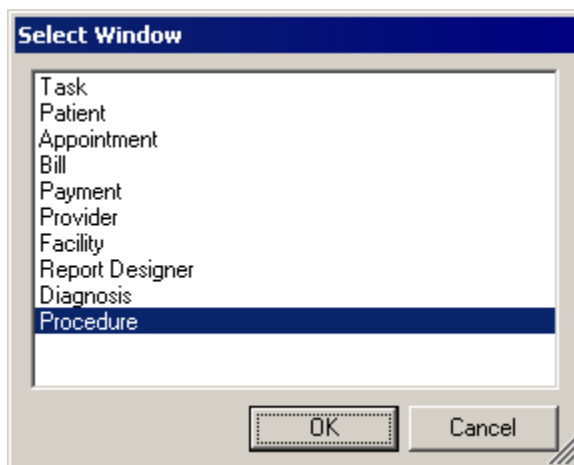 Select Window
Task
Patient
Appointment
Bill
Payment
Provider
Facility
Report Designer
Diagnosis
Procedure
OK Cancel